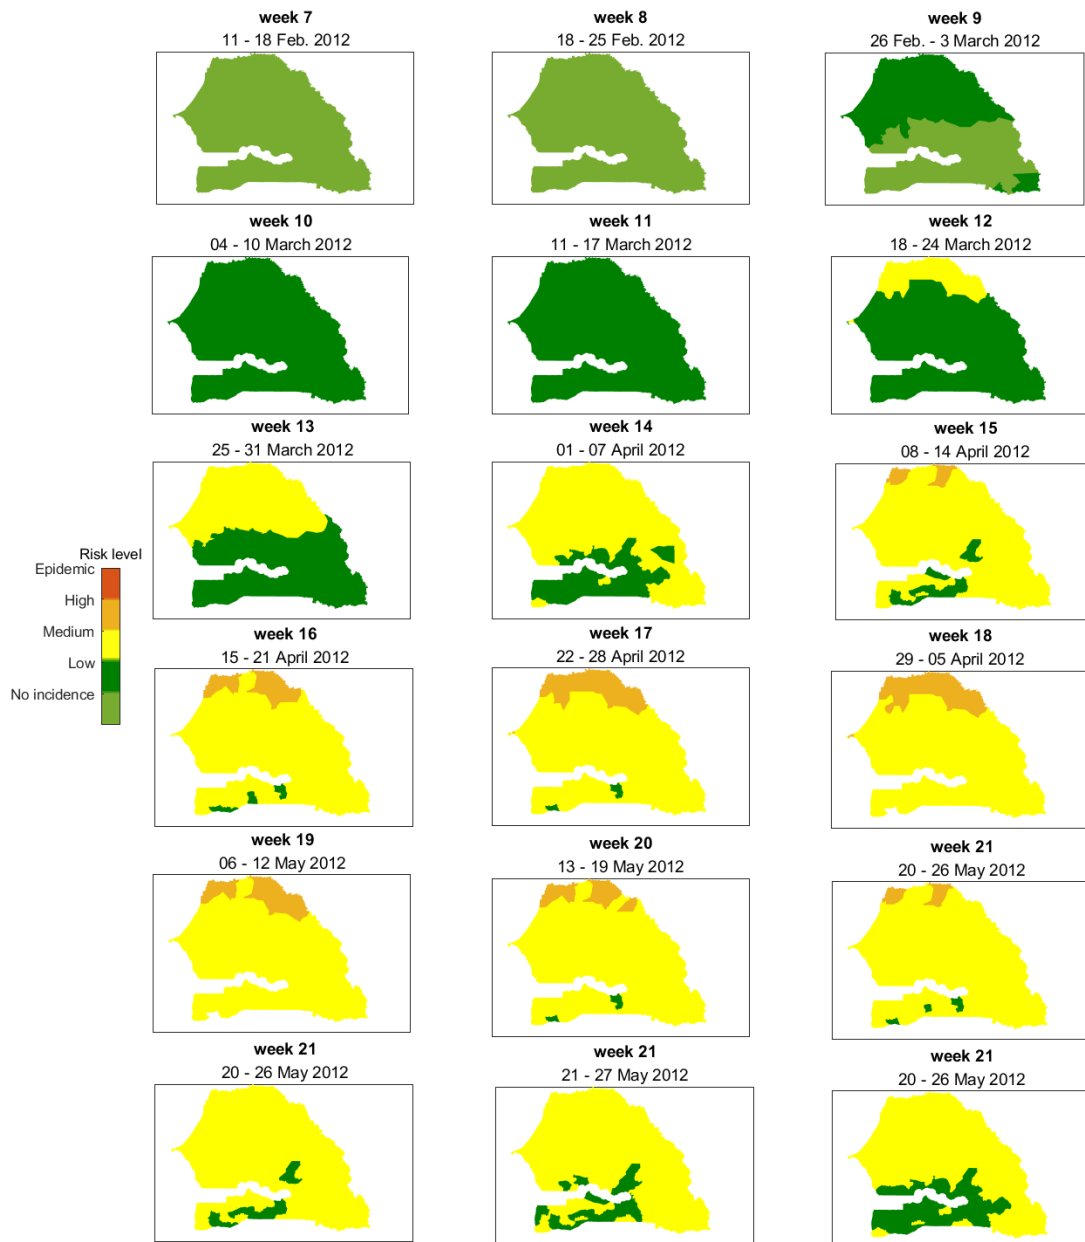 week 7
11 - 18 Feb. 2012
week 8
18 - 25 Feb. 2012
week 9
26 Feb. - 3 March 2012
week 10
04 - 10 March 2012
week 11
11 - 17 March 2012
week 12
18 - 24 March 2012
week 13
25 - 31 March 2012
week 14
01 - 07 April 2012
week 15
08 - 14 April 2012
Risk level
Epidemic
High
Medium
Low
No incidence
week 16
15 - 21 April 2012
week 17
22 - 28 April 2012
week 18
29 - 05 April 2012
week 19
06 - 12 May 2012
week 20
13 - 19 May 2012
week 21
20 - 26 May 2012
week 21
20 - 26 May 2012
week 21
21 - 27 May 2012
week 21
20 - 26 May 2012